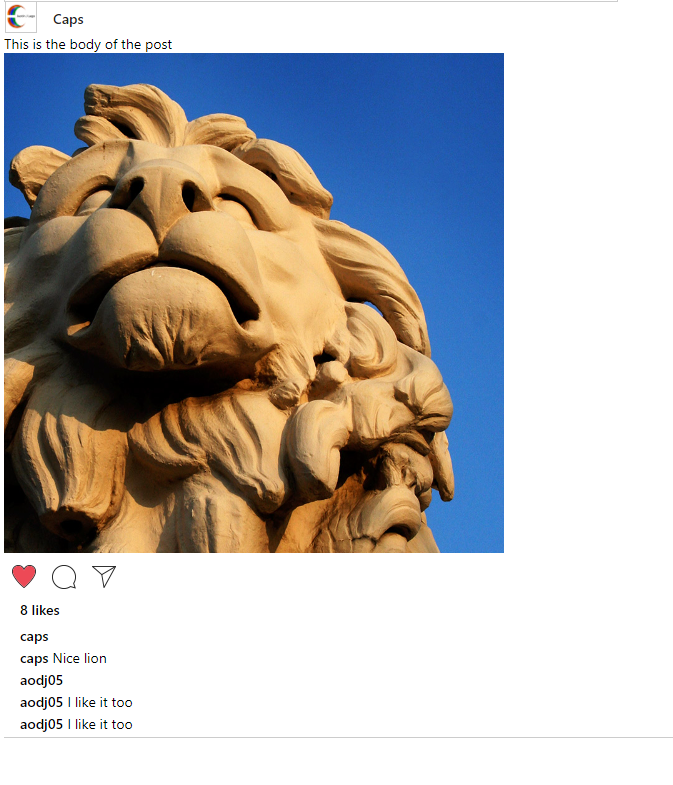 Caps
This is the body of the post
8 likes
caps
caps Nice lion
aodj05
aodj05 I like it too
aodj05 I like it too